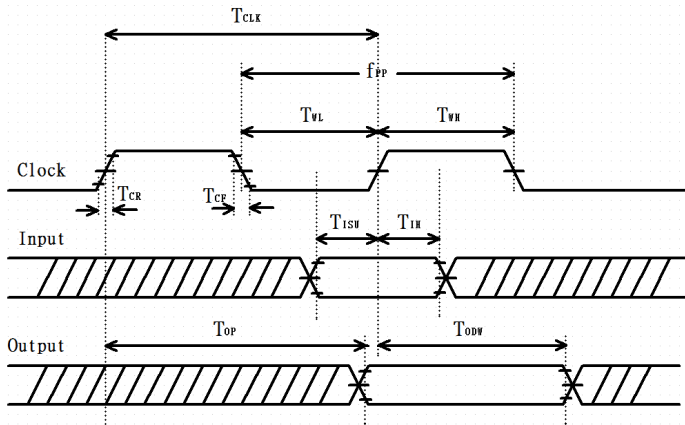 TCLK
fPP
TWL TWH
Clock
TCR TCF
TISU TIH
Input
TOP TODW
Output